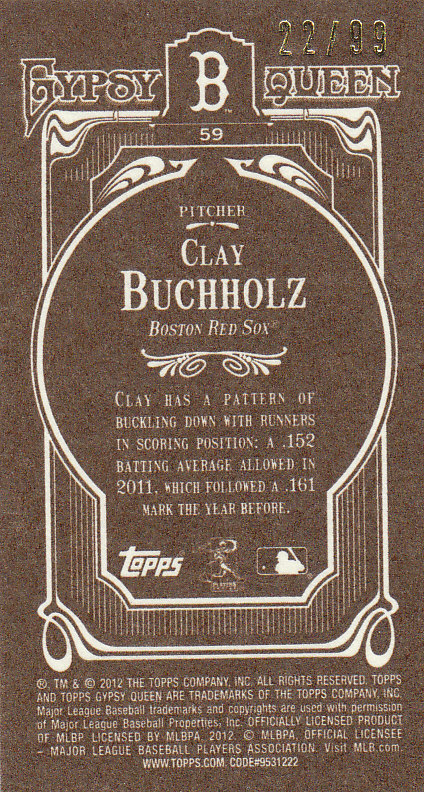 22/99
GYPSY B QUEEN
TM
59
PITCHER
CLAY
BUCHHOLZ
BOSTON RED SOX
CLAY HAS A PATTERN OF
BUCKLING DOWN WITH RUNNERS
IN SCORING POSITION: A .152
BATTING AVERAGE ALLOWED IN
2011, WHICH FOLLOWED A .161
MARK THE YEAR BEFORE.
TOPPS
®, TM & © 2012 THE TOPPS COMPANY, INC. ALL RIGHTS RESERVED. TOPPS
AND TOPPS GYPSY QUEEN ARE TRADEMARKS OF THE TOPPS COMPANY, INC.
Major League Baseball trademarks and copyrights are used with permission
of Major League Baseball Properties, Inc. OFFICIALLY LICENSED PRODUCT
OF MLBP. LICENSED BY MLBPA, 2012. © MLBPA, OFFICIAL LICENSEE
– MAJOR LEAGUE BASEBALL PLAYERS ASSOCIATION. Visit MLB.com.
WWW.TOPPS.COM. CODE#9531222